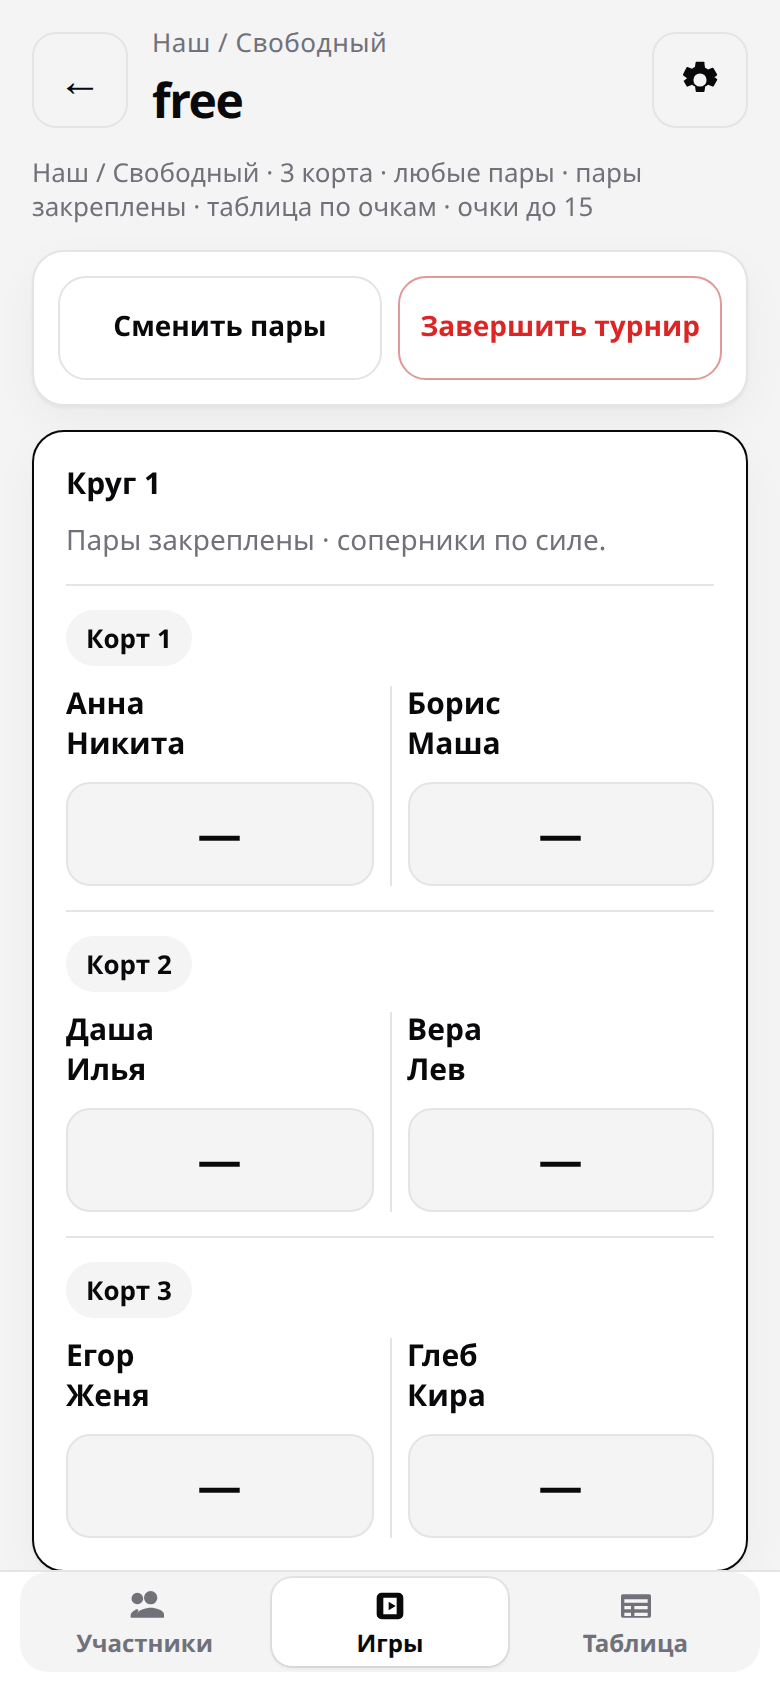 ←
Наш / Свободный
free
Наш / Свободный · 3 корта · любые пары · пары
закреплены · таблица по очкам · очки до 15
Сменить пары
Завершить турнир
Круг 1
Пары закреплены · соперники по силе.
Корт 1
Анна
Никита
Борис
Маша
—
—
Корт 2
Даша
Илья
Вера
Лев
—
—
Корт 3
Егор
Женя
Глеб
Кира
—
—
Участники
Игры
Таблица